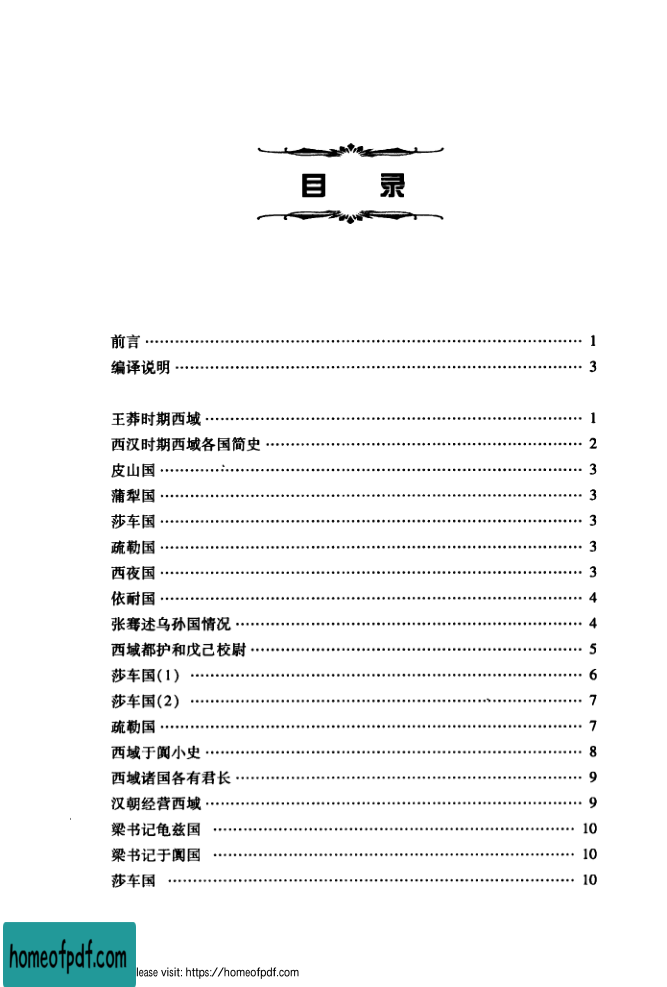 目 录
前言 ………………………………………………………………… 1
编译说明 ………………………………………………………………… 3
王莽时期西域 ………………………………………………………………… 1
西汉时期西域各国简史 ………………………………………………………………… 2
皮山国 ………………………………………………………………… 3
蒲犁国 ………………………………………………………………… 3
莎车国 ………………………………………………………………… 3
疏勒国 ………………………………………………………………… 3
西夜国 ………………………………………………………………… 3
依耐国 ………………………………………………………………… 4
张骞述乌孙国情况 ………………………………………………………………… 4
西域都护和戊己校尉 ………………………………………………………………… 5
莎车国(1) ………………………………………………………………… 6
莎车国(2) ………………………………………………………………… 7
疏勒国 ………………………………………………………………… 7
西域于阗小史 ………………………………………………………………… 8
西域诸国各有君长 ………………………………………………………………… 9
汉朝经营西域 ………………………………………………………………… 9
梁书记龟兹国 ………………………………………………………………… 10
梁书记于阗国 ………………………………………………………………… 10
莎车国 ………………………………………………………………… 10
homeofpdf.com
lease visit: https://homeofpdf.com